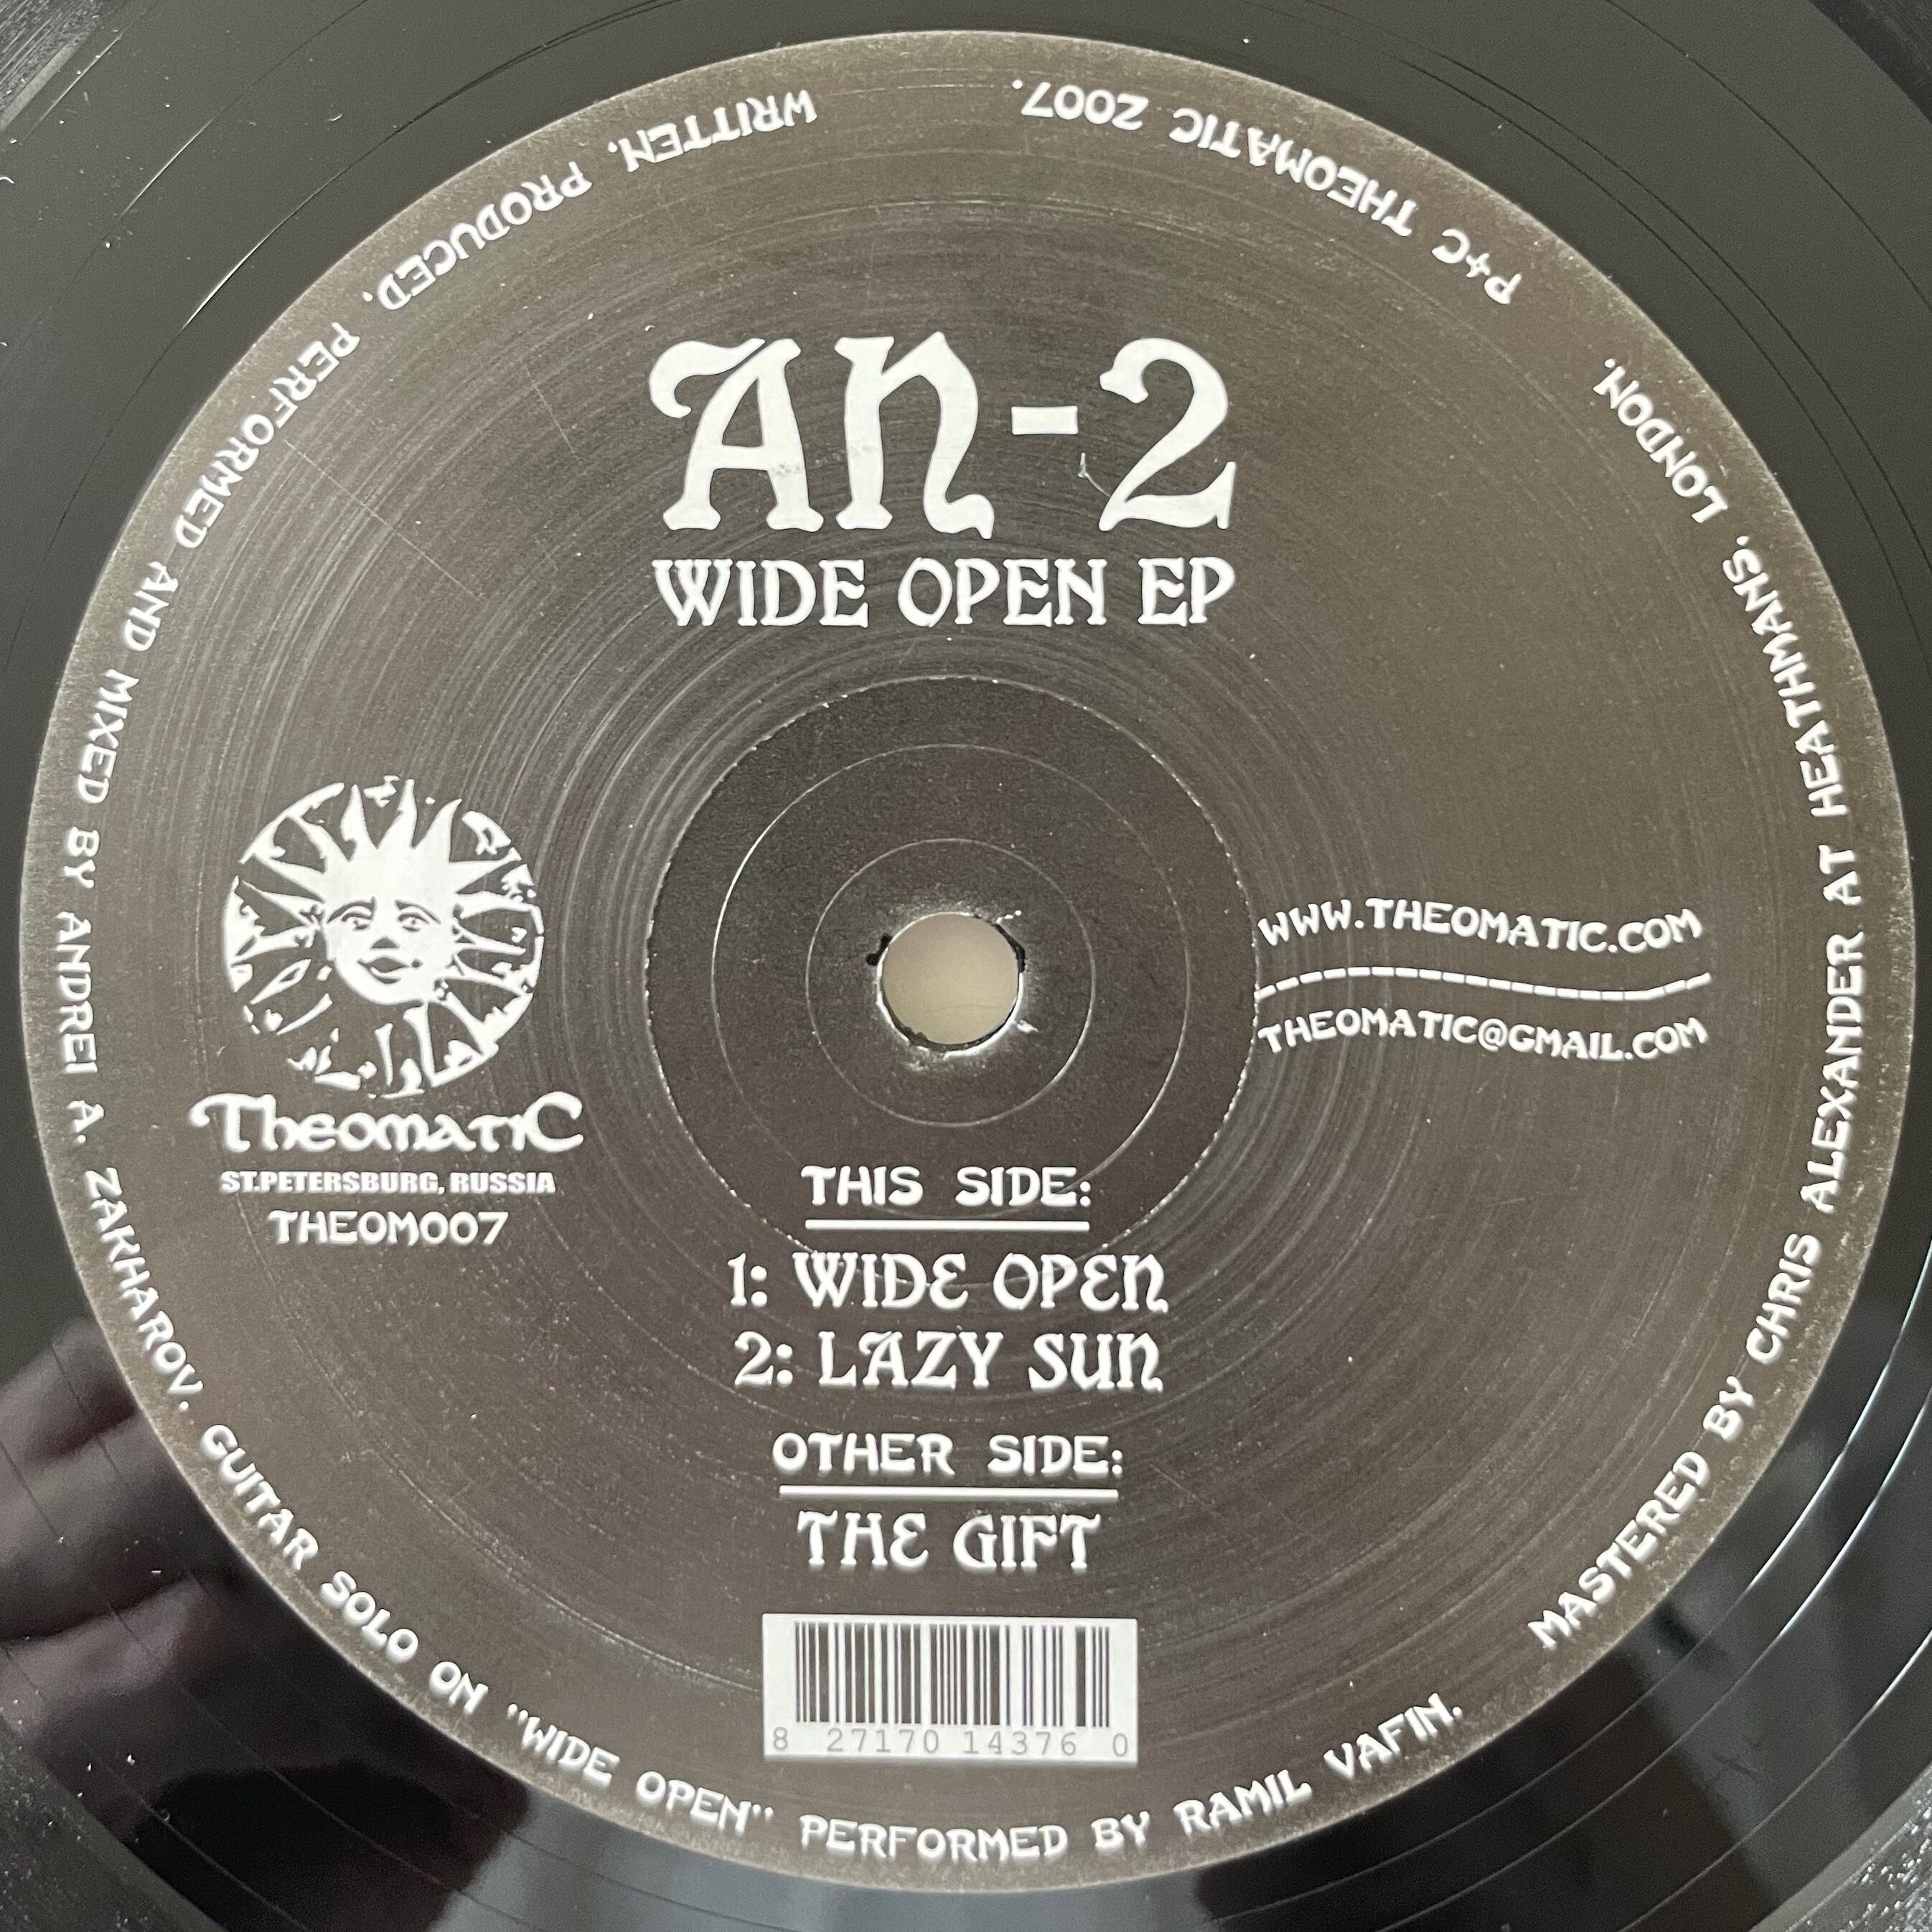 AN-2
WIDE OPEN EP
TheomatiC
ST.PETERSBURG, RUSSIA
THEOM007
WWW.THEOMATIC.COM
THEOMATIC@GMAIL.COM
THIS SIDE:
1: WIDE OPEN
2: LAZY SUN
OTHER SIDE:
THE GIFT
8 27170 14376 0
WRITTEN, PRODUCED, PERFORMED AND MIXED BY ANDREI A. ZAKHAROV. GUITAR SOLO ON "WIDE OPEN" PERFORMED BY RAMIL VAFIN.
MASTERED BY CHRIS ALEXANDER AT HEATHMANS, LONDON.
P+C THEOMATIC 2007.